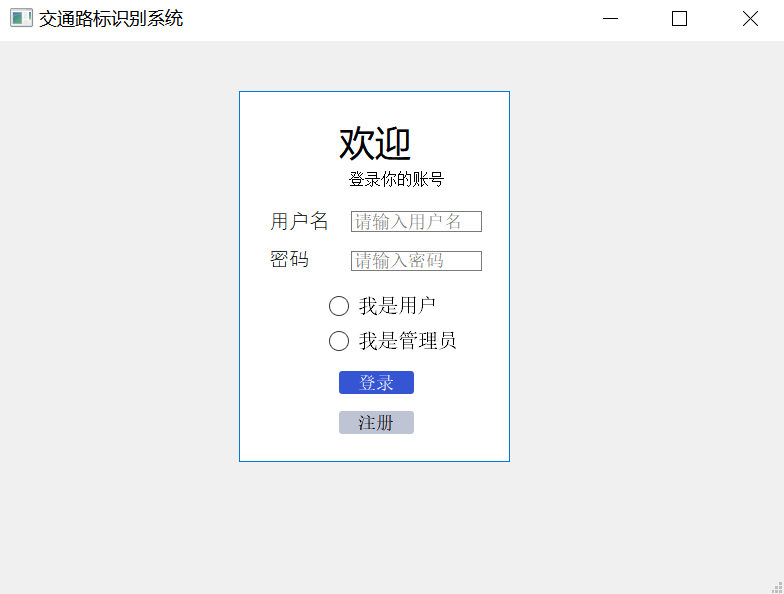 交通路标识别系统
欢迎
登录你的账号
用户名 请输入用户名
密码 请输入密码
我是用户
我是管理员
登录
注册